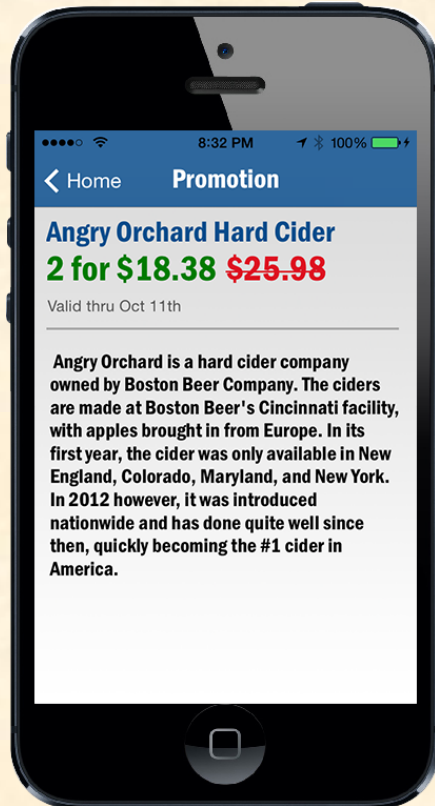 8:32 PM 100%
Home Promotion
Angry Orchard Hard Cider
2 for $18.38 $25.98
Valid thru Oct 11th
Angry Orchard is a hard cider company
owned by Boston Beer Company. The ciders
are made at Boston Beer's Cincinnati facility,
with apples brought in from Europe. In its
first year, the cider was only available in New
England, Colorado, Maryland, and New York.
In 2012 however, it was introduced
nationwide and has done quite well since
then, quickly becoming the #1 cider in
America.